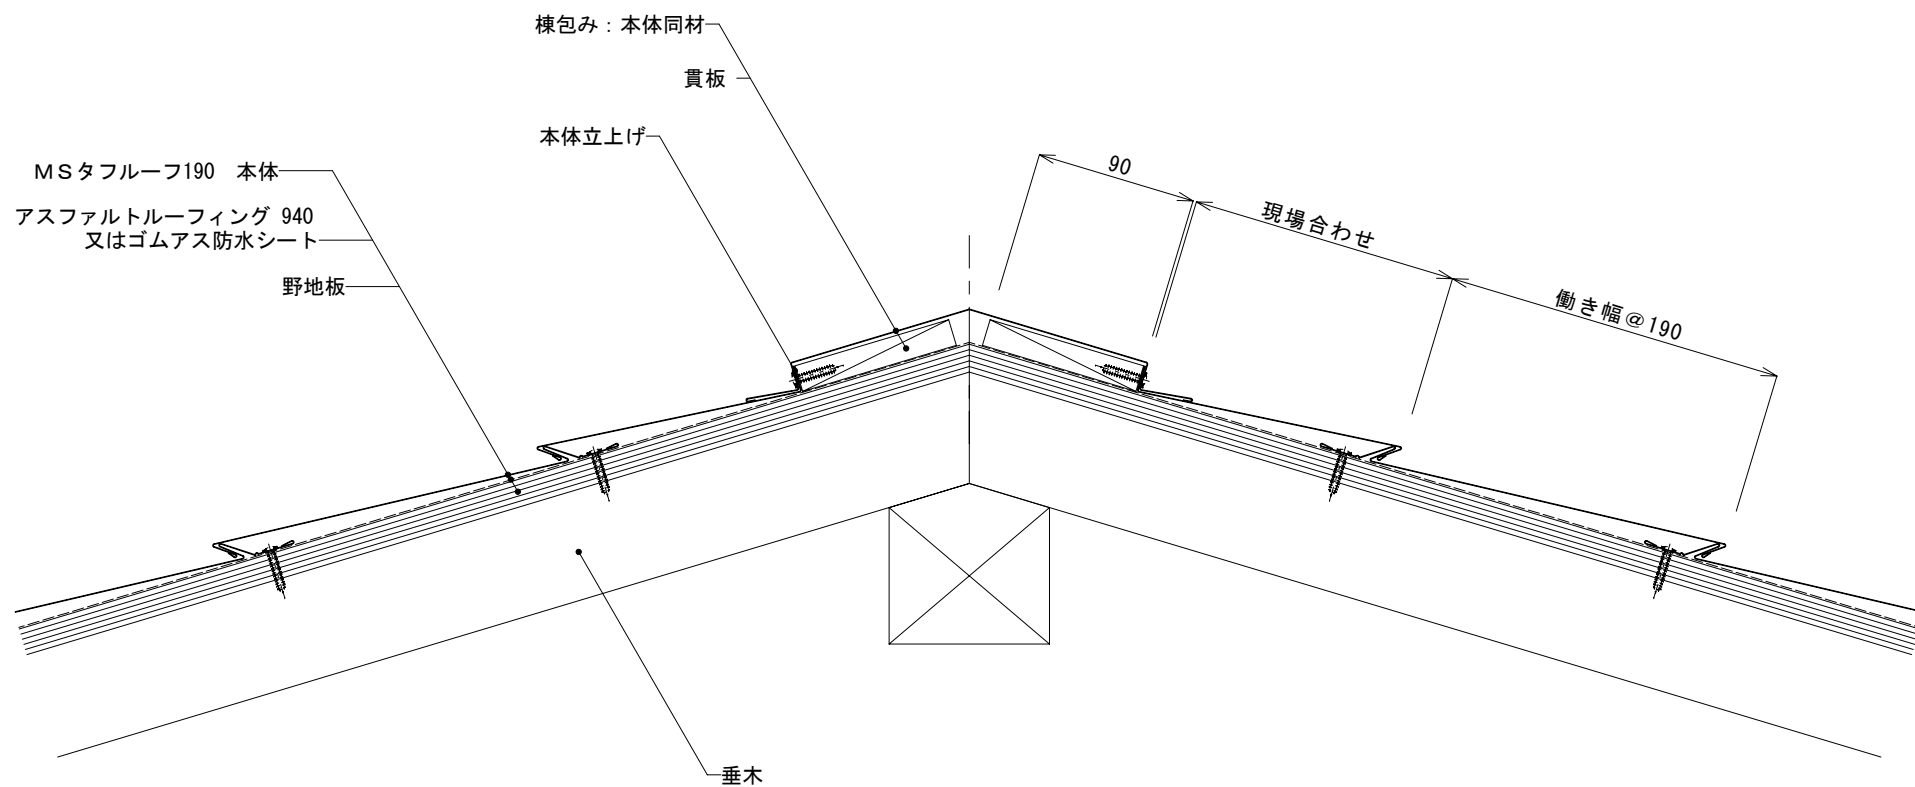 棟包み：本体同材
貫板
本体立上げ
ＭＳタフルーフ190　本体
アスファルトルーフィング 940
又はゴムアス防水シート
野地板
90
現場合わせ
働き幅＠190
垂木